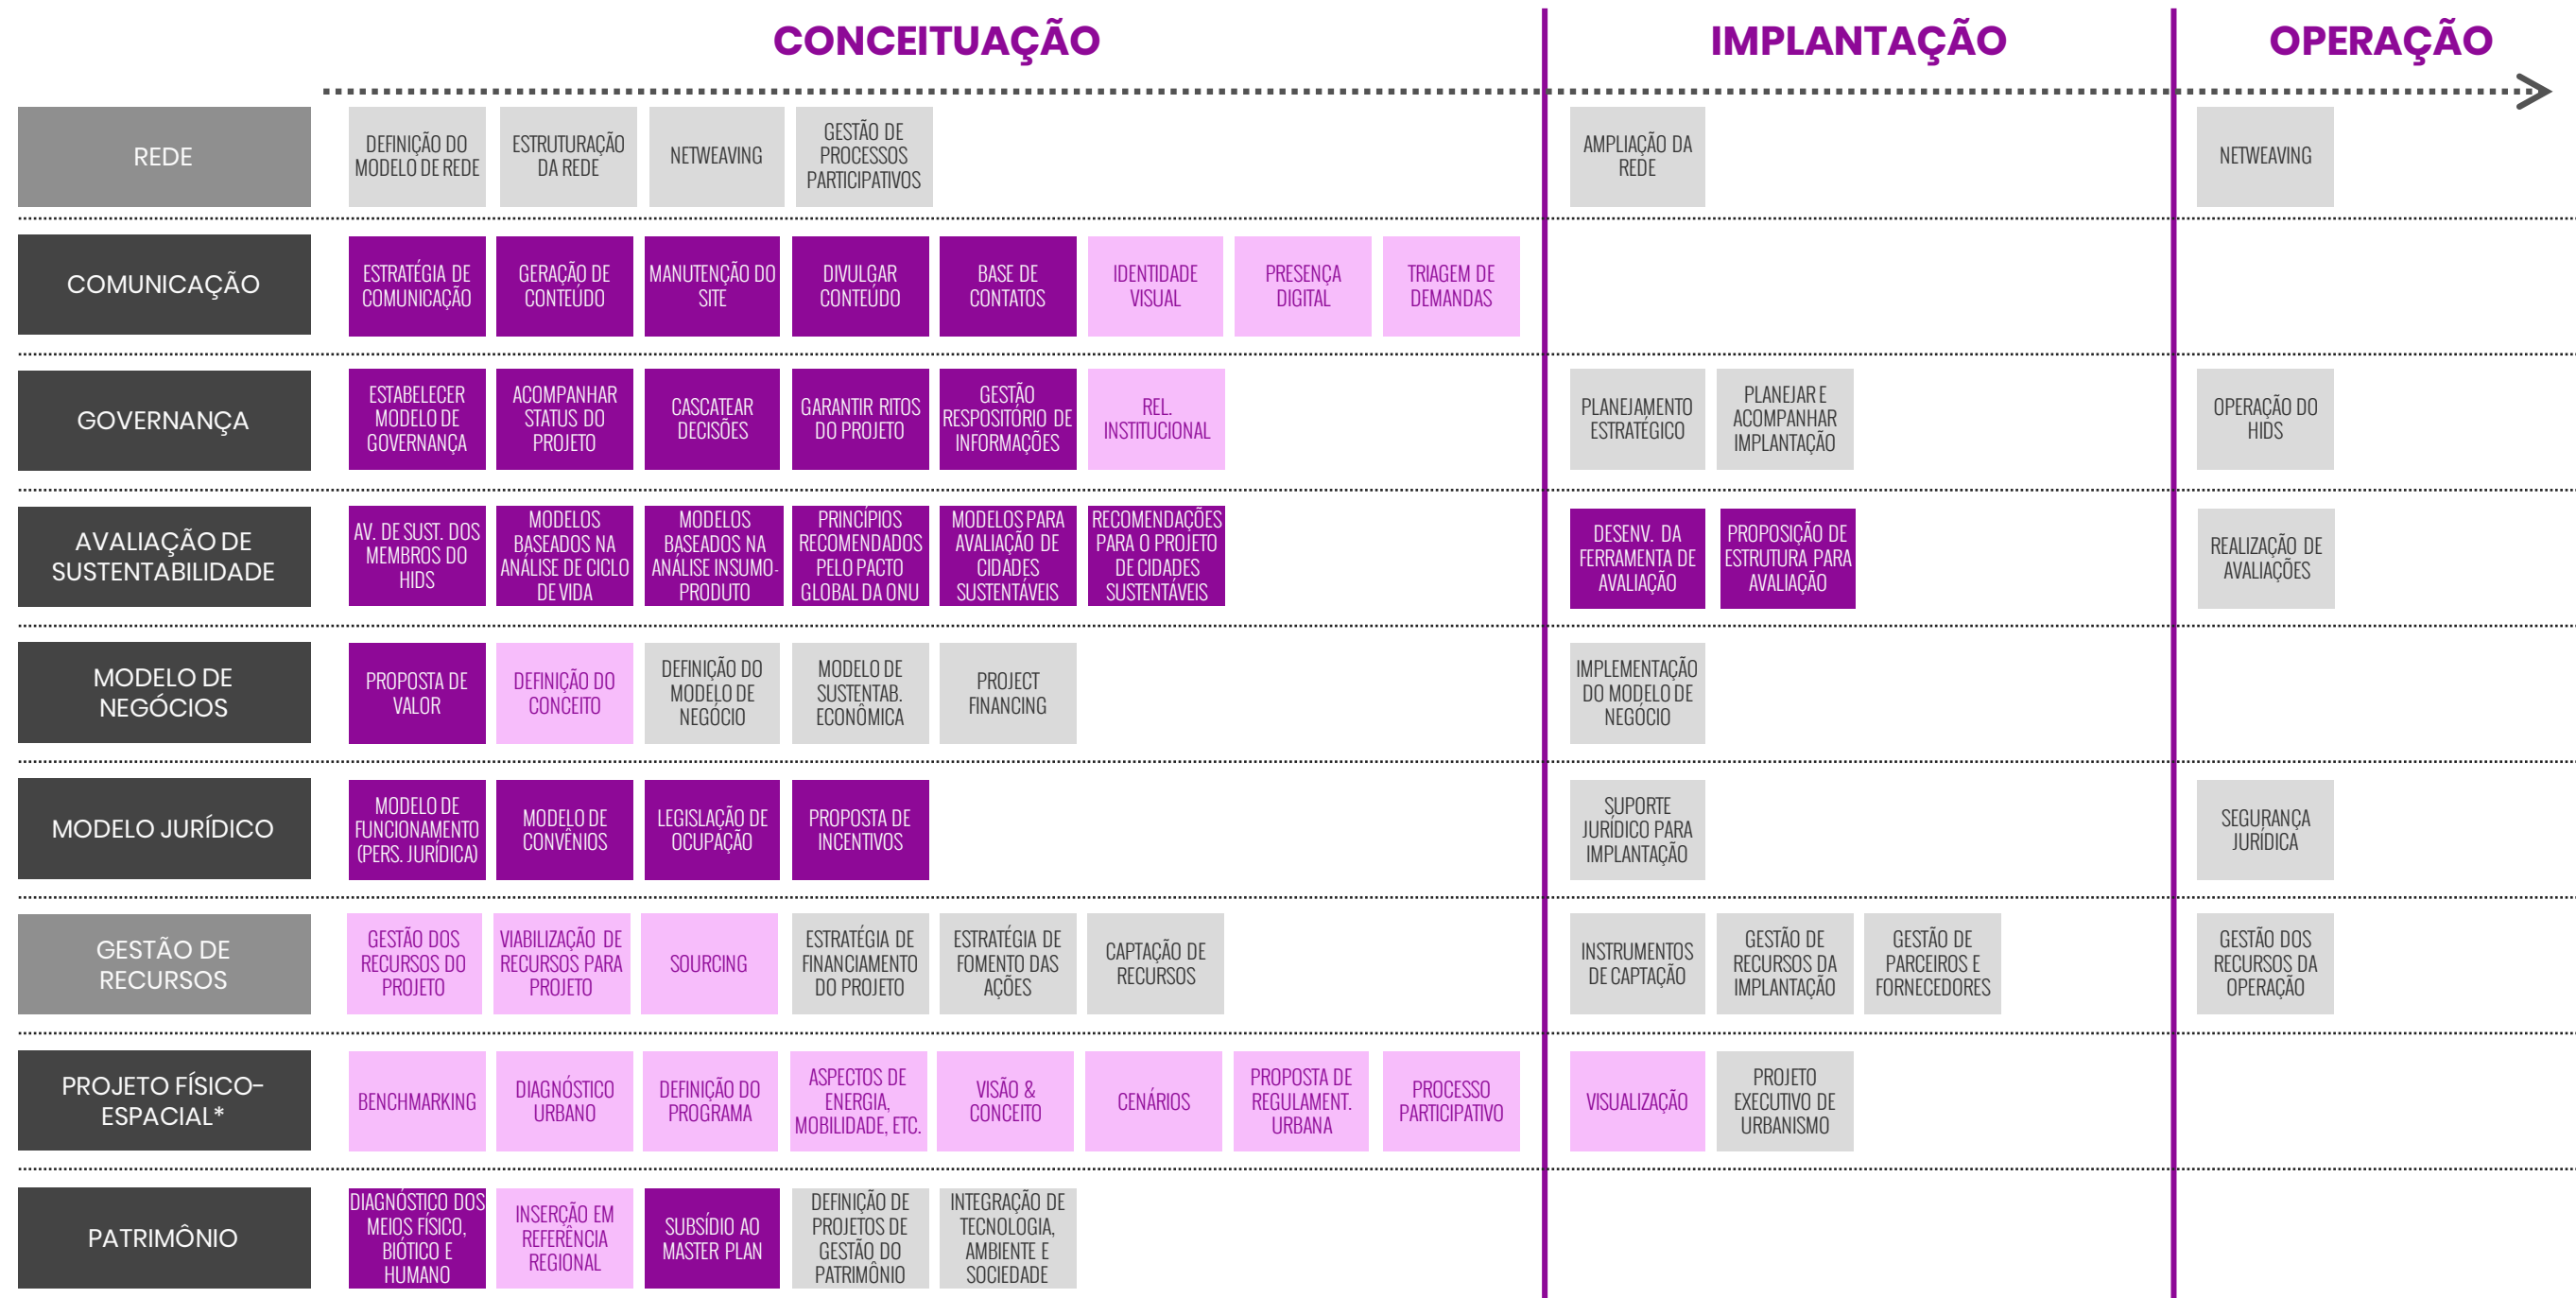 CONCEITUAÇÃO
IMPLANTAÇÃO
OPERAÇÃO
REDE
DEFINIÇÃO DO
MODELO DE REDE
ESTRUTURAÇÃO
DA REDE
NETWEAVING
GESTÃO DE
PROCESSOS
PARTICIPATIVOS
AMPLIAÇÃO DA
REDE
NETWEAVING
COMUNICAÇÃO
ESTRATÉGIA DE
COMUNICAÇÃO
GERAÇÃO DE
CONTEÚDO
MANUTENÇÃO DO
SITE
DIVULGAR
CONTEÚDO
BASE DE
CONTATOS
IDENTIDADE
VISUAL
PRESENÇA
DIGITAL
TRIAGEM DE
DEMANDAS
GOVERNANÇA
ESTABELECER
MODELO DE
GOVERNANÇA
ACOMPANHAR
STATUS DO
PROJETO
CASCATEAR
DECISÕES
GARANTIR RITOS
DO PROJETO
GESTÃO
RESPOSITÓRIO DE
INFORMAÇÕES
REL.
INSTITUCIONAL
PLANEJAMENTO
ESTRATÉGICO
PLANEJAR E
ACOMPANHAR
IMPLANTAÇÃO
OPERAÇÃO DO
HIDS
AVALIAÇÃO DE
SUSTENTABILIDADE
AV. DE SUST. DOS
MEMBROS DO
HIDS
MODELOS
BASEADOS NA
ANÁLISE DE CICLO
DE VIDA
MODELOS
BASEADOS NA
ANÁLISE INSUMO-
PRODUTO
PRINCÍPIOS
RECOMENDADOS
PELO PACTO
GLOBAL DA ONU
MODELOS PARA
AVALIAÇÃO DE
CIDADES
SUSTENTÁVEIS
RECOMENDAÇÕES
PARA O PROJETO
DE CIDADES
SUSTENTÁVEIS
DESENV. DA
FERRAMENTA DE
AVALIAÇÃO
PROPOSIÇÃO DE
ESTRUTURA PARA
AVALIAÇÃO
REALIZAÇÃO DE
AVALIAÇÕES
MODELO DE
NEGÓCIOS
PROPOSTA DE
VALOR
DEFINIÇÃO DO
CONCEITO
DEFINIÇÃO DO
MODELO DE
NEGÓCIO
MODELO DE
SUSTENTAB.
ECONÔMICA
PROJECT
FINANCING
IMPLEMENTAÇÃO
DO MODELO DE
NEGÓCIO
MODELO JURÍDICO
MODELO DE
FUNCIONAMENTO
(PERS. JURÍDICA)
MODELO DE
CONVÊNIOS
LEGISLAÇÃO DE
OCUPAÇÃO
PROPOSTA DE
INCENTIVOS
SUPORTE
JURÍDICO PARA
IMPLANTAÇÃO
SEGURANÇA
JURÍDICA
GESTÃO DE
RECURSOS
GESTÃO DOS
RECURSOS DO
PROJETO
VIABILIZAÇÃO DE
RECURSOS PARA
PROJETO
SOURCING
ESTRATÉGIA DE
FINANCIAMENTO
DO PROJETO
ESTRATÉGIA DE
FOMENTO DAS
AÇÕES
CAPTAÇÃO DE
RECURSOS
INSTRUMENTOS
DE CAPTAÇÃO
GESTÃO DE
RECURSOS DA
IMPLANTAÇÃO
GESTÃO DE
PARCEIROS E
FORNECEDORES
GESTÃO DOS
RECURSOS DA
OPERAÇÃO
PROJETO FÍSICO-
ESPACIAL*
BENCHMARKING
DIAGNÓSTICO
URBANO
DEFINIÇÃO DO
PROGRAMA
ASPECTOS DE
ENERGIA,
MOBILIDADE, ETC.
VISÃO &
CONCEITO
CENÁRIOS
PROPOSTA DE
REGULAMENT.
URBANA
PROCESSO
PARTICIPATIVO
VISUALIZAÇÃO
PROJETO
EXECUTIVO DE
URBANISMO
PATRIMÔNIO
DIAGNÓSTICO DOS
MEIOS FÍSICO,
BIÓTICO E
HUMANO
INSERÇÃO EM
REFERÊNCIA
REGIONAL
SUBSÍDIO AO
MASTER PLAN
DEFINIÇÃO DE
PROJETOS DE
GESTÃO DO
PATRIMÔNIO
INTEGRAÇÃO DE
TECNOLOGIA,
AMBIENTE E
SOCIEDADE